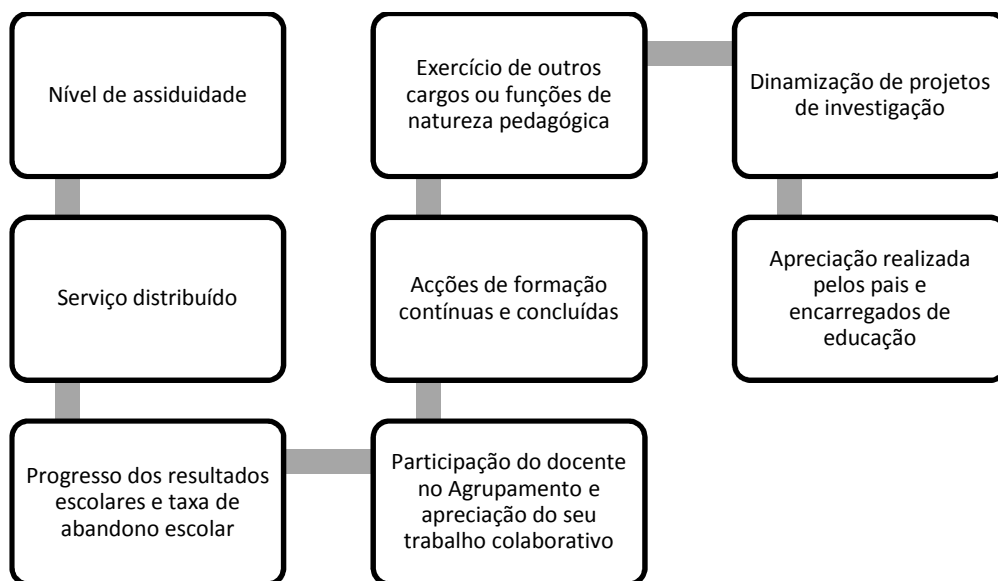 Nível de assiduidade
Serviço distribuído
Progresso dos resultados
escolares e taxa de
abandono escolar
Participação do docente
no Agrupamento e
apreciação do seu
trabalho colaborativo
Acções de formação
contínuas e concluídas
Exercício de outros
cargos ou funções de
natureza pedagógica
Dinamização de projetos
de investigação
Apreciação realizada
pelos pais e
encarregados de
educação